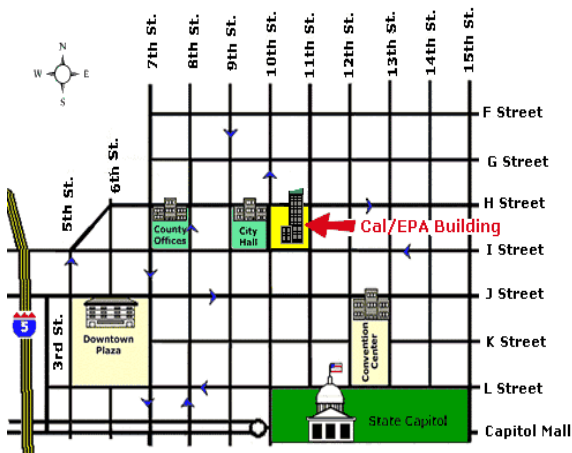 7th St.
8th St.
9th St.
10th St.
11th St.
12th St.
13th St.
14th St.
15th St.
N
W
E
S
F Street
6th St.
G Street
5th St.
H Street
County
Offices
City
Hall
Cal/EPA Building
I Street
J Street
5
3rd St.
Downtown
Plaza
Convention
Center
K Street
L Street
State Capitol
Capitol Mall